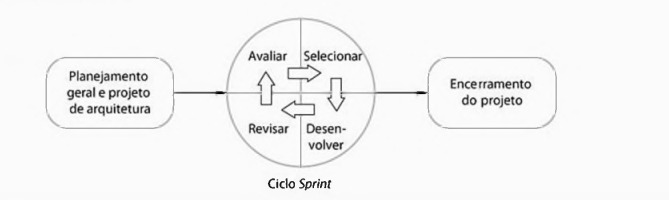 Planejamento
geral e projeto
de arquitetura
Avaliar
Selecionar
Revisar
Desen-
volver
Encerramento
do projeto
Ciclo Sprint